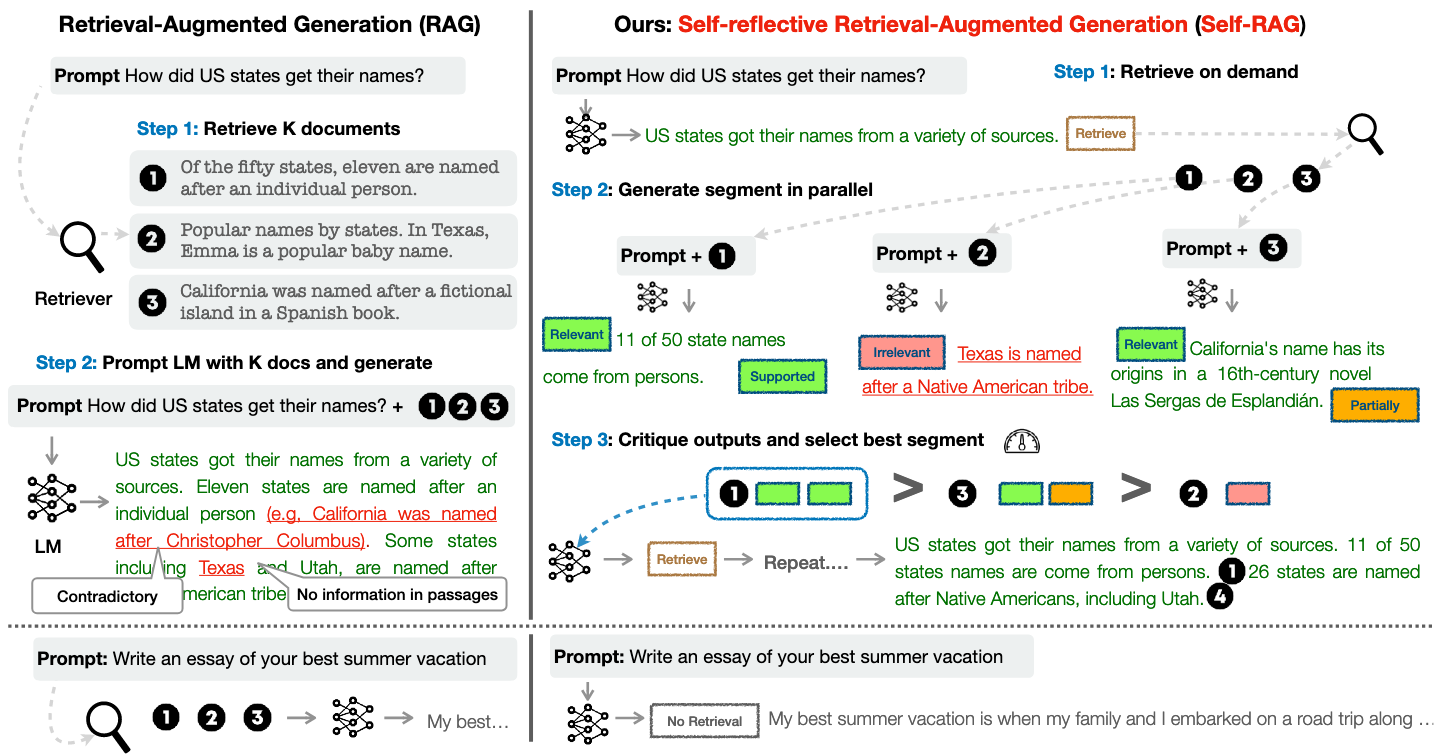 Retrieval-Augmented Generation (RAG)
Prompt How did US states get their names?
Step 1: Retrieve K documents
1 Of the fifty states, eleven are named
after an individual person.
2 Popular names by states. In Texas,
Emma is a popular baby name.
3 California was named after a fictional
island in a Spanish book.
Retriever
Step 2: Prompt LM with K docs and generate
Prompt How did US states get their names? + 1 2 3
LM
US states got their names from a variety of
sources. Eleven states are named after an
individual person (e.g, California was named
after Christopher Columbus). Some states
including Texas and Utah, are named after
merican tribe
Contradictory
No information in passages
Prompt: Write an essay of your best summer vacation
1 2 3
My best…
Ours: Self-reflective Retrieval-Augmented Generation (Self-RAG)
Prompt How did US states get their names?
Step 1: Retrieve on demand
US states got their names from a variety of sources. Retrieve
1 2 3
Step 2: Generate segment in parallel
Prompt + 1
Relevant 11 of 50 state names
come from persons. Supported
Prompt + 2
Irrelevant Texas is named
after a Native American tribe.
Prompt + 3
Relevant California's name has its
origins in a 16th-century novel
Las Sergas de Esplandián. Partially
Step 3: Critique outputs and select best segment
1 > 3 > 2
Retrieve
Repeat....
US states got their names from a variety of sources. 11 of 50
states names are come from persons. 1 26 states are named
after Native Americans, including Utah. 4
Prompt: Write an essay of your best summer vacation
No Retrieval
My best summer vacation is when my family and I embarked on a road trip along …